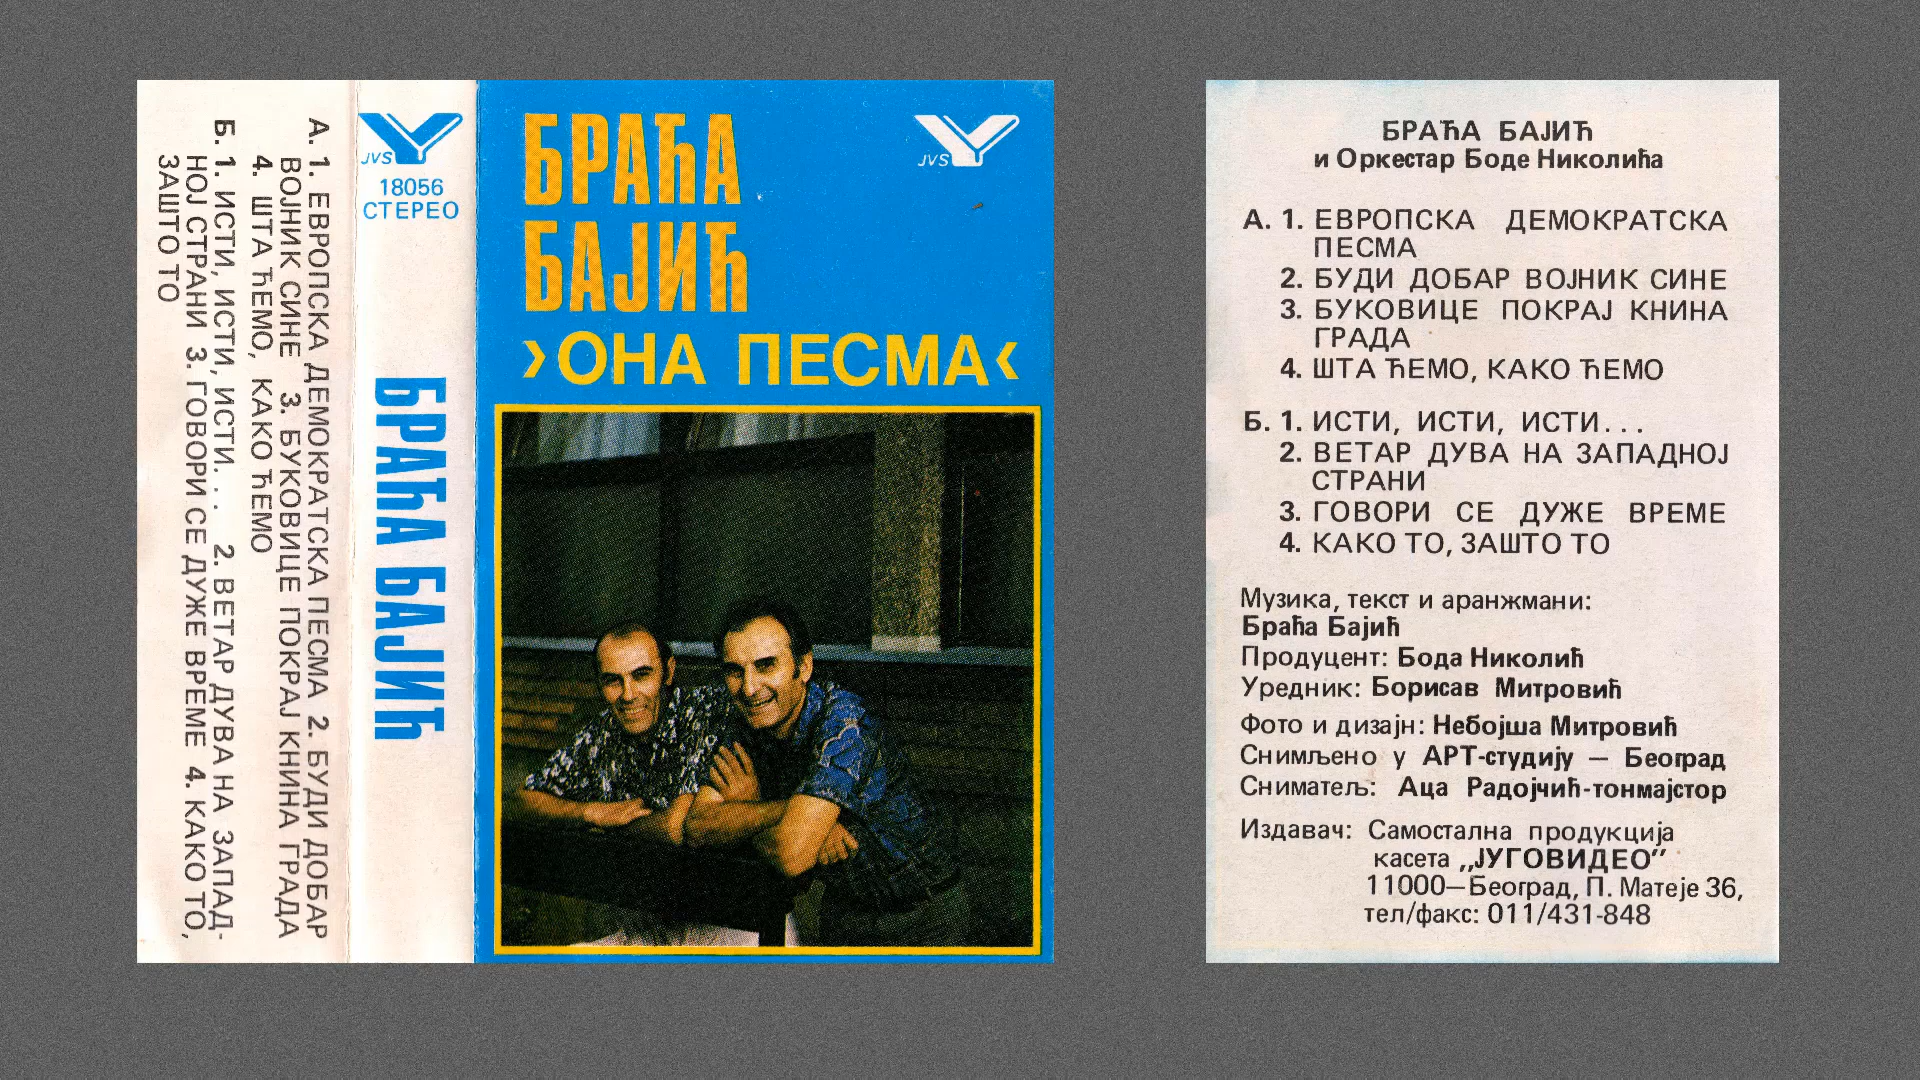 А. 1. ЕВРОПСКА ДЕМОКРАТСКА ПЕСМА 2. БУДИ ДОБАР
ВОЈНИК СИНЕ 3. БУКОВИЦЕ ПОКРАЈ КНИНА ГРАДА
4. ШТА ЋЕМО, КАКО ЋЕМО
Б. 1. ИСТИ, ИСТИ, ИСТИ... 2. ВЕТАР ДУВА НА ЗАПАД-
НОЈ СТРАНИ 3. ГОВОРИ СЕ ДУЖЕ ВРЕМЕ 4. КАКО ТО,
ЗАШТО ТО
JVS
18056
СТЕРЕО
БРАЋА БАЈИЋ
БРАЋА
БАЈИЋ
›ОНА ПЕСМА‹
JVS
БРАЋА БАЈИЋ
и Оркестар Боде Николића
А. 1. ЕВРОПСКА ДЕМОКРАТСКА
ПЕСМА
2. БУДИ ДОБАР ВОЈНИК СИНЕ
3. БУКОВИЦЕ ПОКРАЈ КНИНА
ГРАДА
4. ШТА ЋЕМО, КАКО ЋЕМО
Б. 1. ИСТИ, ИСТИ, ИСТИ...
2. ВЕТАР ДУВА НА ЗАПАДНОЈ
СТРАНИ
3. ГОВОРИ СЕ ДУЖЕ ВРЕМЕ
4. КАКО ТО, ЗАШТО ТО
Музика, текст и аранжмани:
Браћа Бајић
Продуцент: Бода Николић
Уредник: Борисав Митровић
Фото и дизајн: Небојша Митровић
Снимљено у АРТ-студију — Београд
Сниматељ: Аца Радојчић-тонмајстор
Издавач: Самостална продукција
касета „ЈУГОВИДЕО”
11000—Београд, П. Матеје 36,
тел/факс: 011/431-848